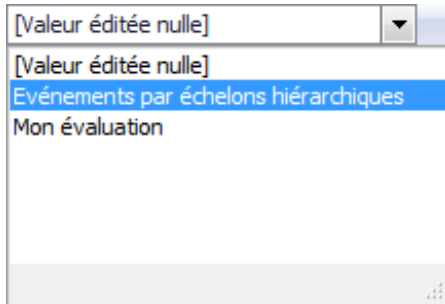 [Valeur éditée nulle]
[Valeur éditée nulle]
Evénements par échelons hiérarchiques
Mon évaluation